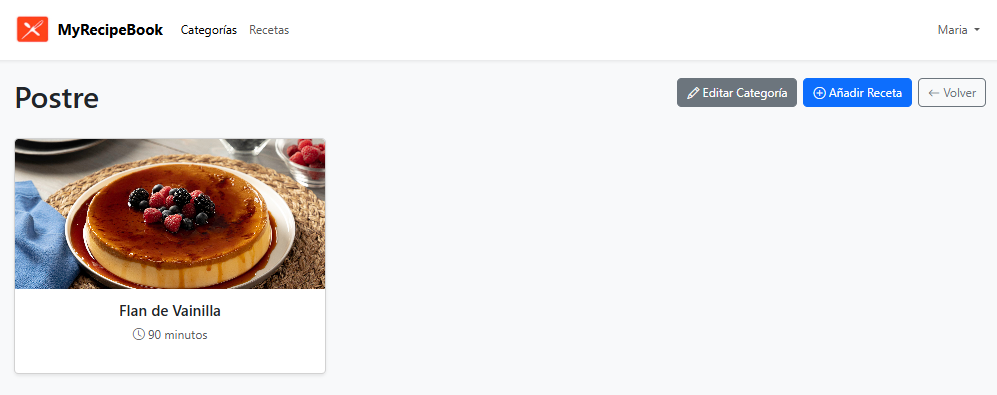 MyRecipeBook Categorías Recetas Maria
Postre
Editar Categoría Añadir Receta Volver
Flan de Vainilla
90 minutos